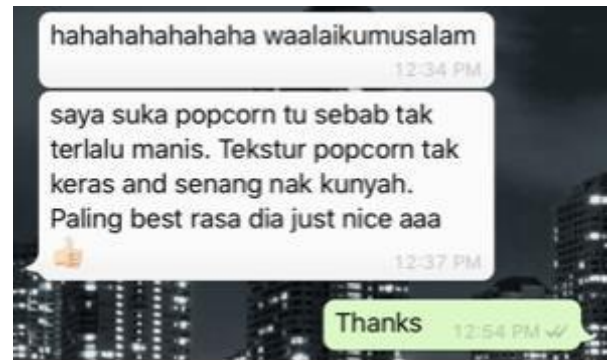 hahahahahahaha waalaikumusalam
12:34 PM
saya suka popcorn tu sebab tak
terlalu manis. Tekstur popcorn tak
keras and senang nak kunyah.
Paling best rasa dia just nice aaa
👍🏻
12:37 PM
Thanks
12:54 PM